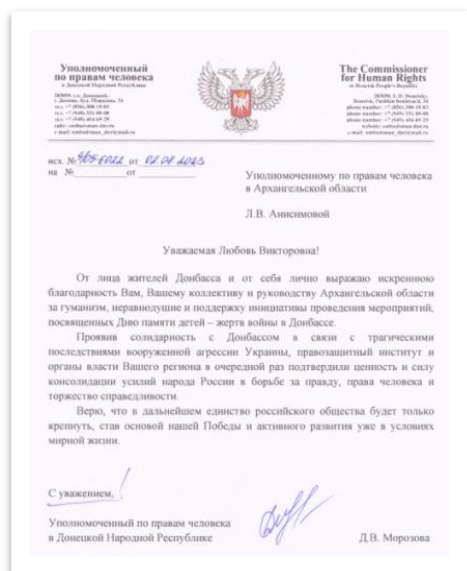 Уполномоченный
по правам человека
в Донецкой Народной Республике
The Commissioner
for Human Rights
in Donetsk People's Republic
исх. № от 02.08.2023
на № от
Уполномоченному по правам человека
в Архангельской области
Л.В. Анисимовой
Уважаемая Любовь Викторовна!
От лица жителей Донбасса и от себя лично выражаю искреннюю
благодарность Вам, Вашему коллективу и руководству Архангельской области
за гуманизм, неравнодушие и поддержку инициативы проведения мероприятий,
посвященных Дню памяти детей – жертв войны в Донбассе.
Проявив солидарность с Донбассом в связи с трагическими
последствиями вооруженной агрессии Украины, правозащитный институт и
органы власти Вашего региона в очередной раз подтвердили ценность и силу
консолидации усилий народа России в борьбе за правду, права человека и
торжество справедливости.
Верю, что в дальнейшем единство российского общества будет только
крепнуть, став основой нашей Победы и активного развития уже в условиях
мирной жизни.
С уважением,
Уполномоченный по правам человека
в Донецкой Народной Республике
Д.В. Морозова